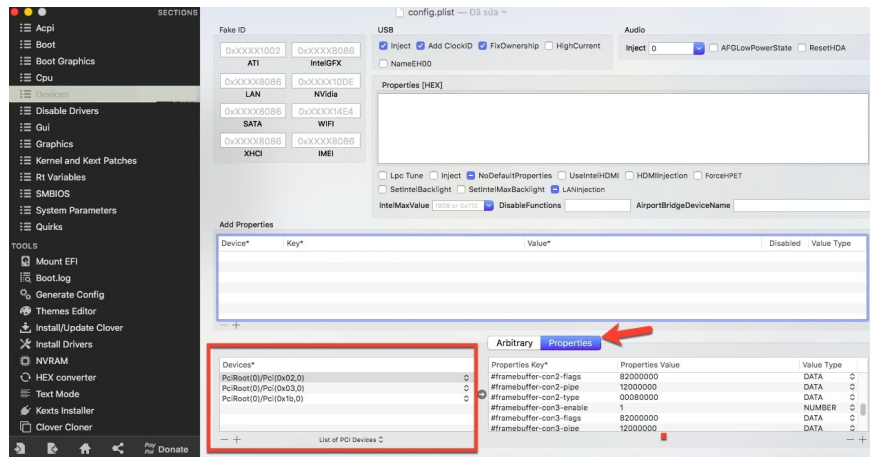 SECTIONS
config.plist — Đã sửa
Acpi
Boot
Boot Graphics
Cpu
Devices
Disable Drivers
Gui
Graphics
Kernel and Kext Patches
Rt Variables
SMBIOS
System Parameters
Quirks
TOOLS
Mount EFI
Boot.log
Generate Config
Themes Editor
Install/Update Clover
Install Drivers
NVRAM
HEX converter
Text Mode
Kexts Installer
Clover Cloner
PayPal Donate
Fake ID
0xXXXX1002 0xXXXX8086
ATI IntelGFX
0xXXXX8086 0xXXXX10DE
LAN NVidia
0xXXXX8086 0xXXXX14E4
SATA WIFI
0xXXXX8086 0xXXXX8086
XHCI IMEI
USB
Inject Add ClockID FixOwnership HighCurrent
NameEH00
Audio
Inject 0 AFGLowPowerState ResetHDA
Properties [HEX]
Lpc Tune Inject NoDefaultProperties UseIntelHDMI HDMIInjection ForceHPET
SetIntelBacklight SetIntelMaxBacklight LANInjection
IntelMaxValue 1808 or 0x710 DisableFunctions AirportBridgeDeviceName
Add Properties
Device* Key* Value* Disabled Value Type
− +
Arbitrary Properties
Devices*
PciRoot(0)/Pci(0x02,0)
PciRoot(0)/Pci(0x03,0)
PciRoot(0)/Pci(0x1b,0)
− + List of PCI Devices
Properties Key* Properties Value Value Type
#framebuffer-con2-flags 82000000 DATA
#framebuffer-con2-pipe 12000000 DATA
#framebuffer-con2-type 00080000 DATA
#framebuffer-con3-enable 1 NUMBER
#framebuffer-con3-flags 82000000 DATA
#framebuffer-con3-pipe 12000000 DATA
− +